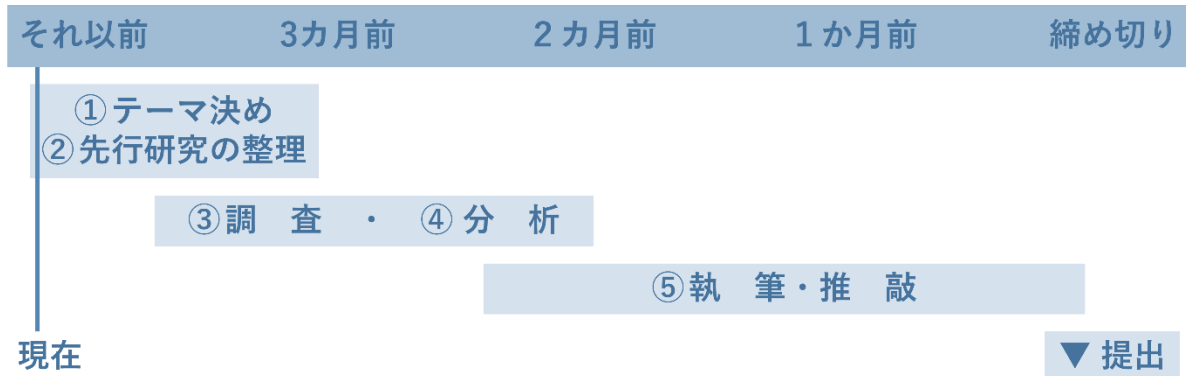 それ以前 3カ月前 ２カ月前 １か月前 締め切り
①テーマ決め
②先行研究の整理
③調　査　・　④分　析
⑤執　筆・推　敲
現在
▼ 提出